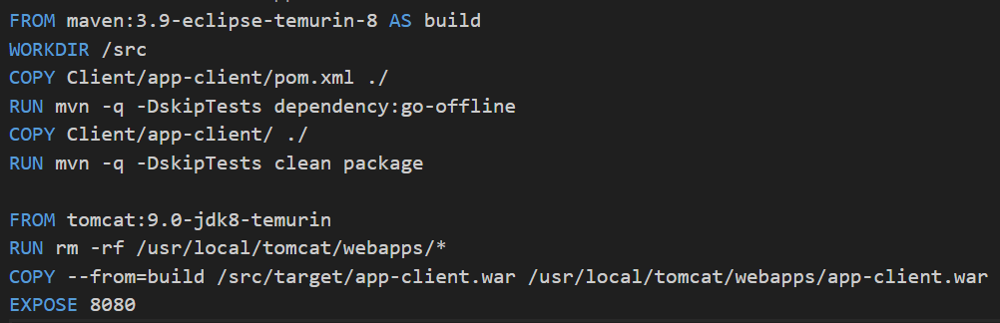 FROM maven:3.9-eclipse-temurin-8 AS build
WORKDIR /src
COPY Client/app-client/pom.xml ./
RUN mvn -q -DskipTests dependency:go-offline
COPY Client/app-client/ ./
RUN mvn -q -DskipTests clean package
FROM tomcat:9.0-jdk8-temurin
RUN rm -rf /usr/local/tomcat/webapps/*
COPY --from=build /src/target/app-client.war /usr/local/tomcat/webapps/app-client.war
EXPOSE 8080